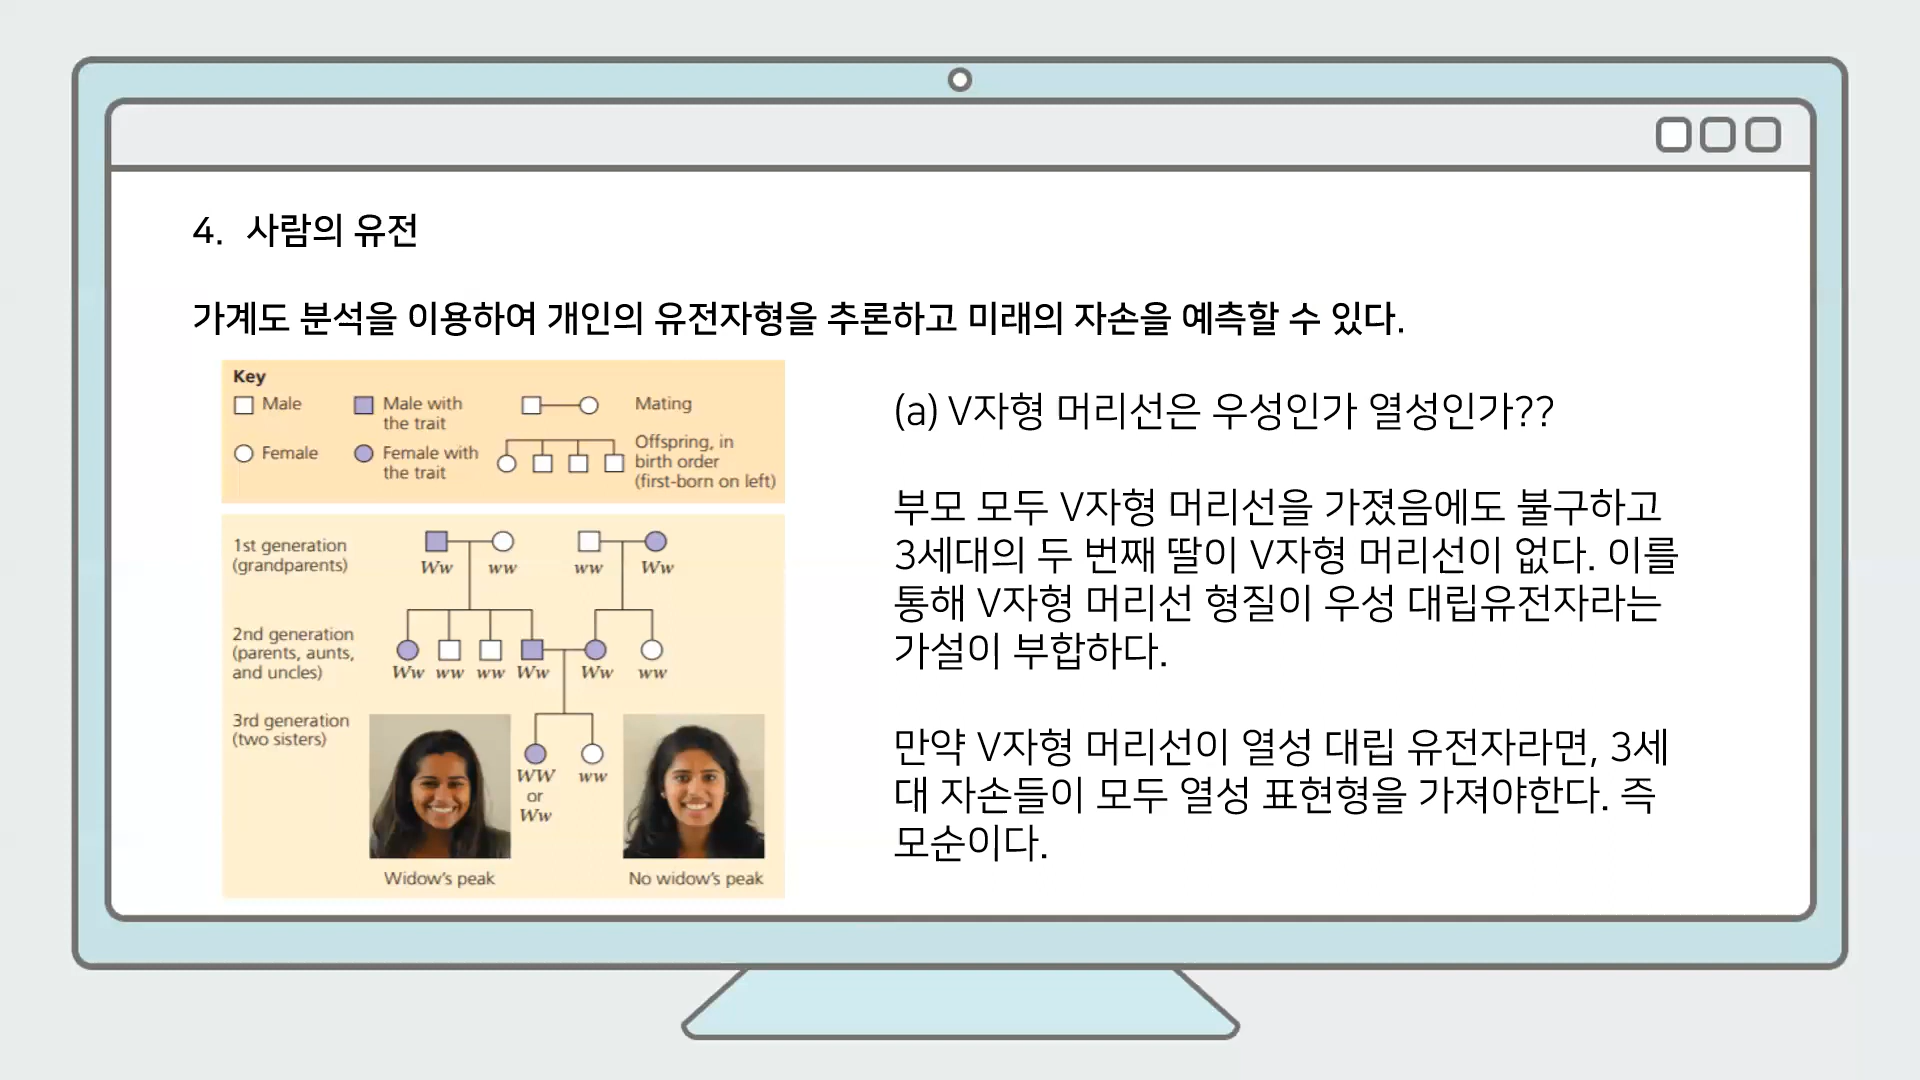 4. 사람의 유전
가계도 분석을 이용하여 개인의 유전자형을 추론하고 미래의 자손을 예측할 수 있다.
Key
Male
Male with
the trait
Mating
Female
Female with
the trait
Offspring, in
birth order
(first-born on left)
1st generation
(grandparents)
Ww ww ww Ww
2nd generation
(parents, aunts,
and uncles)
Ww ww ww Ww Ww ww
3rd generation
(two sisters)
WW
or
Ww
ww
Widow's peak
No widow's peak
(a) V자형 머리선은 우성인가 열성인가??
부모 모두 V자형 머리선을 가졌음에도 불구하고
3세대의 두 번째 딸이 V자형 머리선이 없다. 이를
통해 V자형 머리선 형질이 우성 대립유전자라는
가설이 부합하다.
만약 V자형 머리선이 열성 대립 유전자라면, 3세
대 자손들이 모두 열성 표현형을 가져야한다. 즉
모순이다.